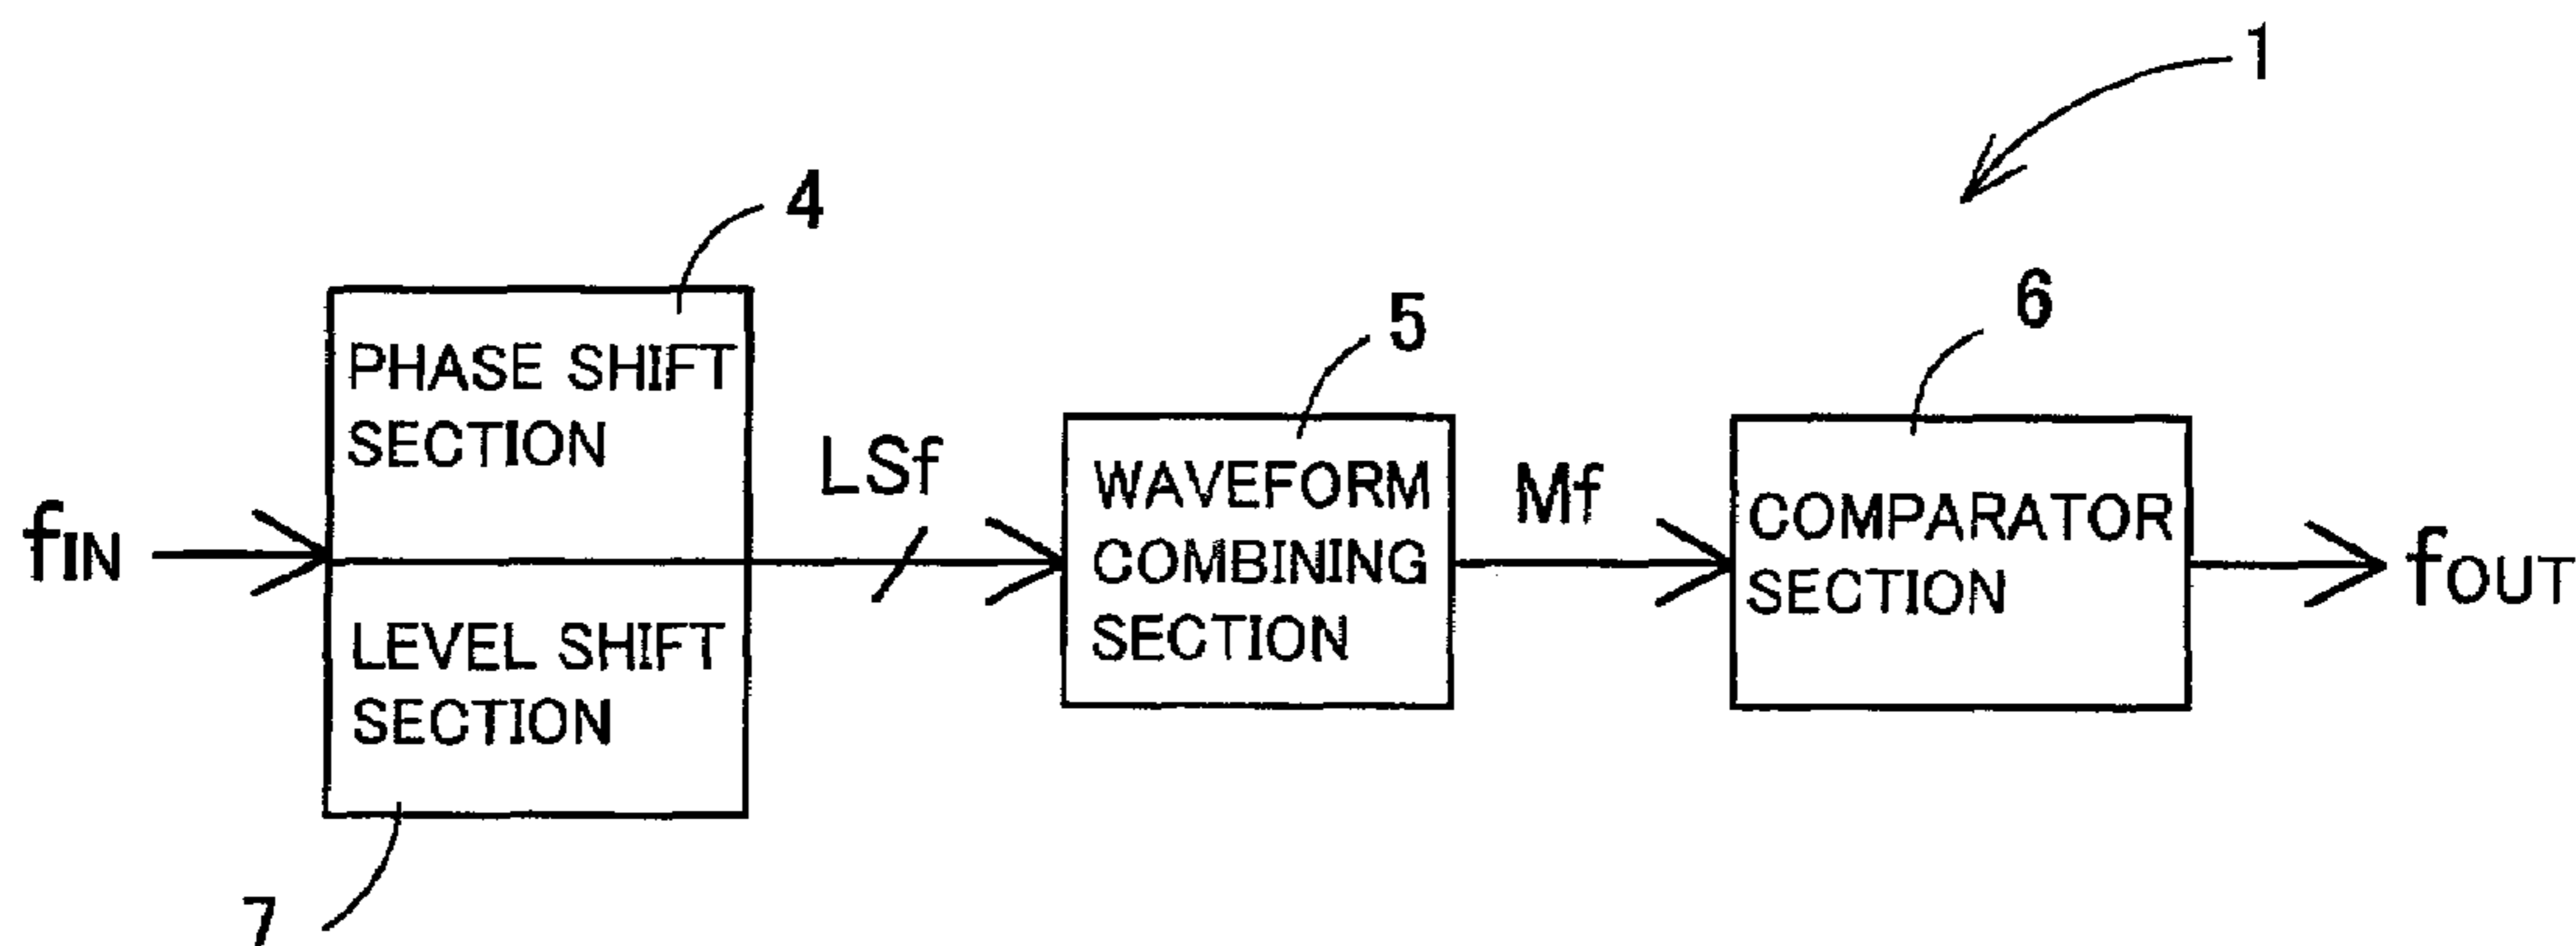 1
4
PHASE SHIFT
SECTION
LEVEL SHIFT
SECTION
7
fIN
LSf
5
WAVEFORM
COMBINING
SECTION
Mf
6
COMPARATOR
SECTION
fOUT